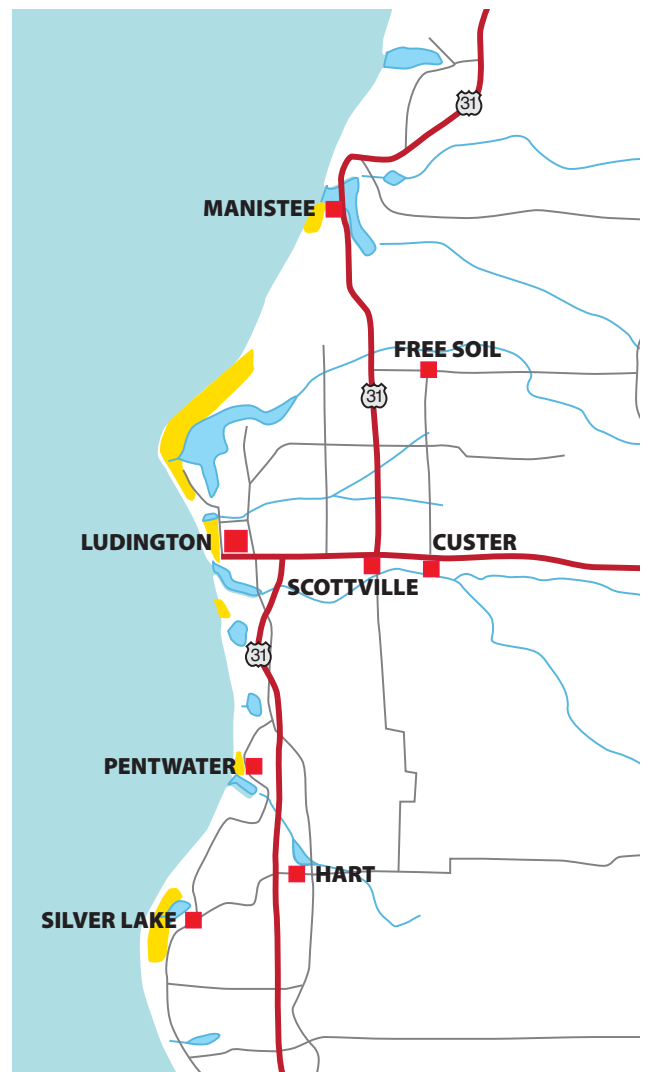 31
MANISTEE
FREE SOIL
31
LUDINGTON
CUSTER
SCOTTVILLE
31
PENTWATER
HART
SILVER LAKE